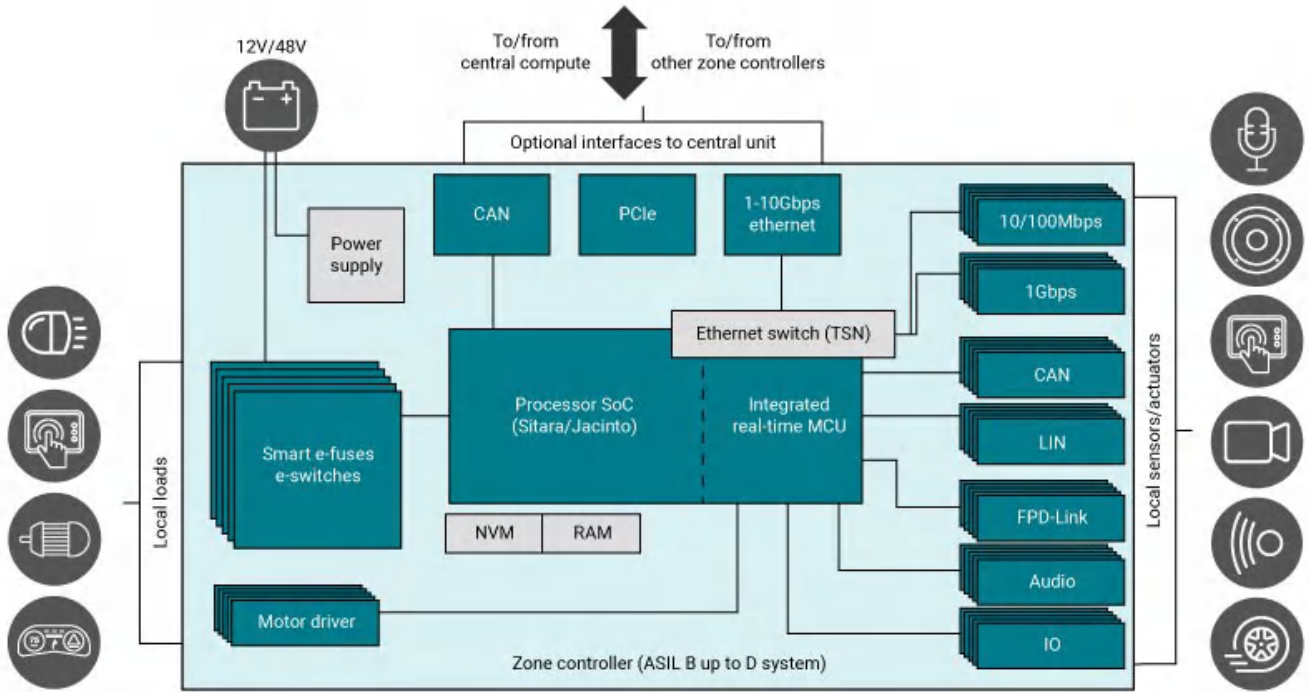 12V/48V
To/from
central compute
To/from
other zone controllers
Optional interfaces to central unit
CAN
PCIe
1-10Gbps
ethernet
Power
supply
10/100Mbps
1Gbps
Ethernet switch (TSN)
CAN
LIN
FPD-Link
Audio
IO
Local sensors/actuators
Processor SoC
(Sitara/Jacinto)
Integrated
real-time MCU
Smart e-fuses
e-switches
Local loads
NVM
RAM
Motor driver
Zone controller (ASIL B up to D system)